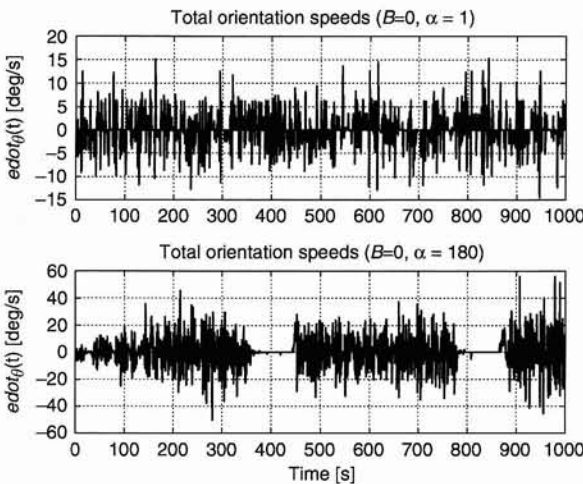 Total orientation speeds (B=0, α = 1)
edotθ(t) [deg/s]
20
15
10
5
0
−5
−10
−15
0 100 200 300 400 500 600 700 800 900 1000
Total orientation speeds (B=0, α = 180)
edotθ(t) [deg/s]
60
40
20
0
−20
−40
−60
0 100 200 300 400 500 600 700 800 900 1000
Time [s]